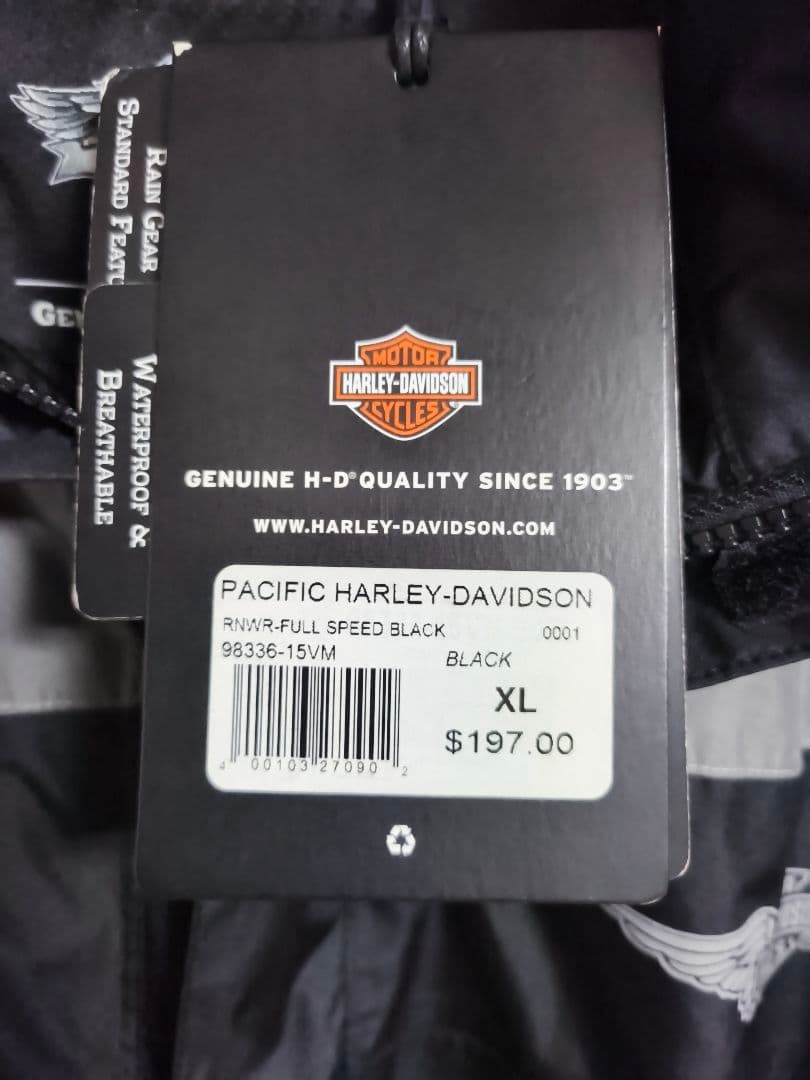 RAIN GEAR
STANDARD
WATERPROOF &
BREATHABLE
MOTOR
HARLEY-DAVIDSON
CYCLES
GENUINE H-D® QUALITY SINCE 1903™
WWW.HARLEY-DAVIDSON.COM
PACIFIC HARLEY-DAVIDSON
RNWR-FULL SPEED BLACK 0001
98336-15VM BLACK
XL
$197.00
4 00103 27090 2